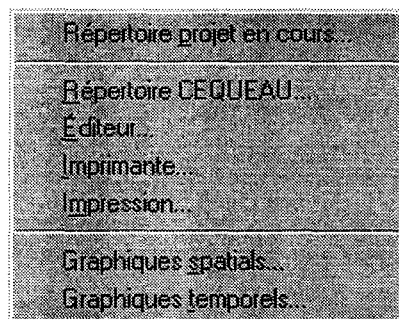 Répertoire projet en cours...
Répertoire CEQUEAU...
Éditeur...
Imprimante...
Impression...
Graphiques spatials...
Graphiques temporels...